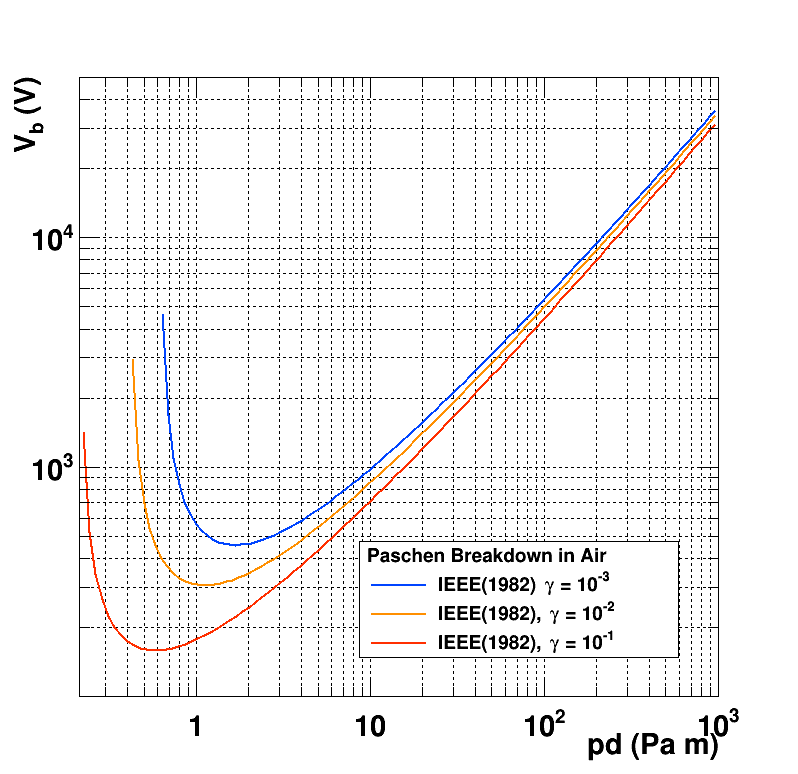 V_b (V)
10^4
10^3
Paschen Breakdown in Air
IEEE(1982) γ = 10^-3
IEEE(1982), γ = 10^-2
IEEE(1982), γ = 10^-1
1 10 10^2 10^3
pd (Pa m)